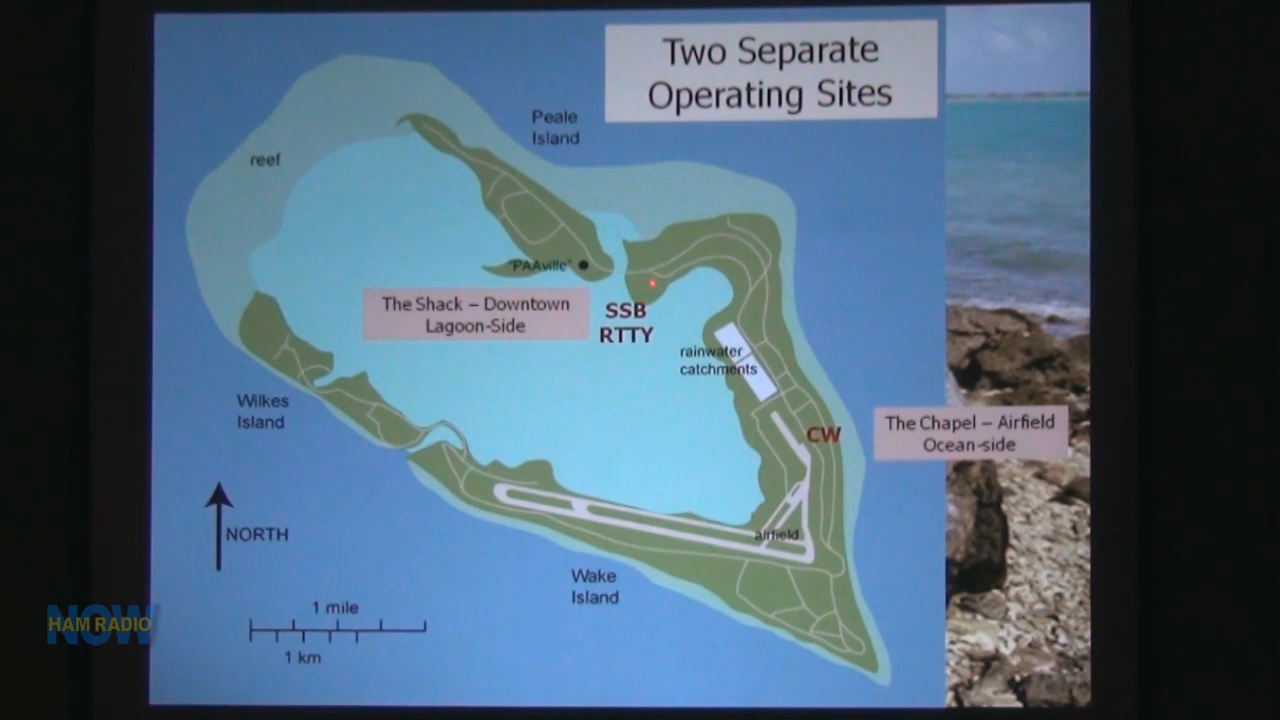 Two Separate
Operating Sites
Peale
Island
reef
"PAAville"
The Shack – Downtown
Lagoon-Side
SSB
RTTY
rainwater
catchments
Wilkes
Island
CW
The Chapel – Airfield
Ocean-side
NORTH
airfield
Wake
Island
1 mile
1 km
NOW
HAM RADIO